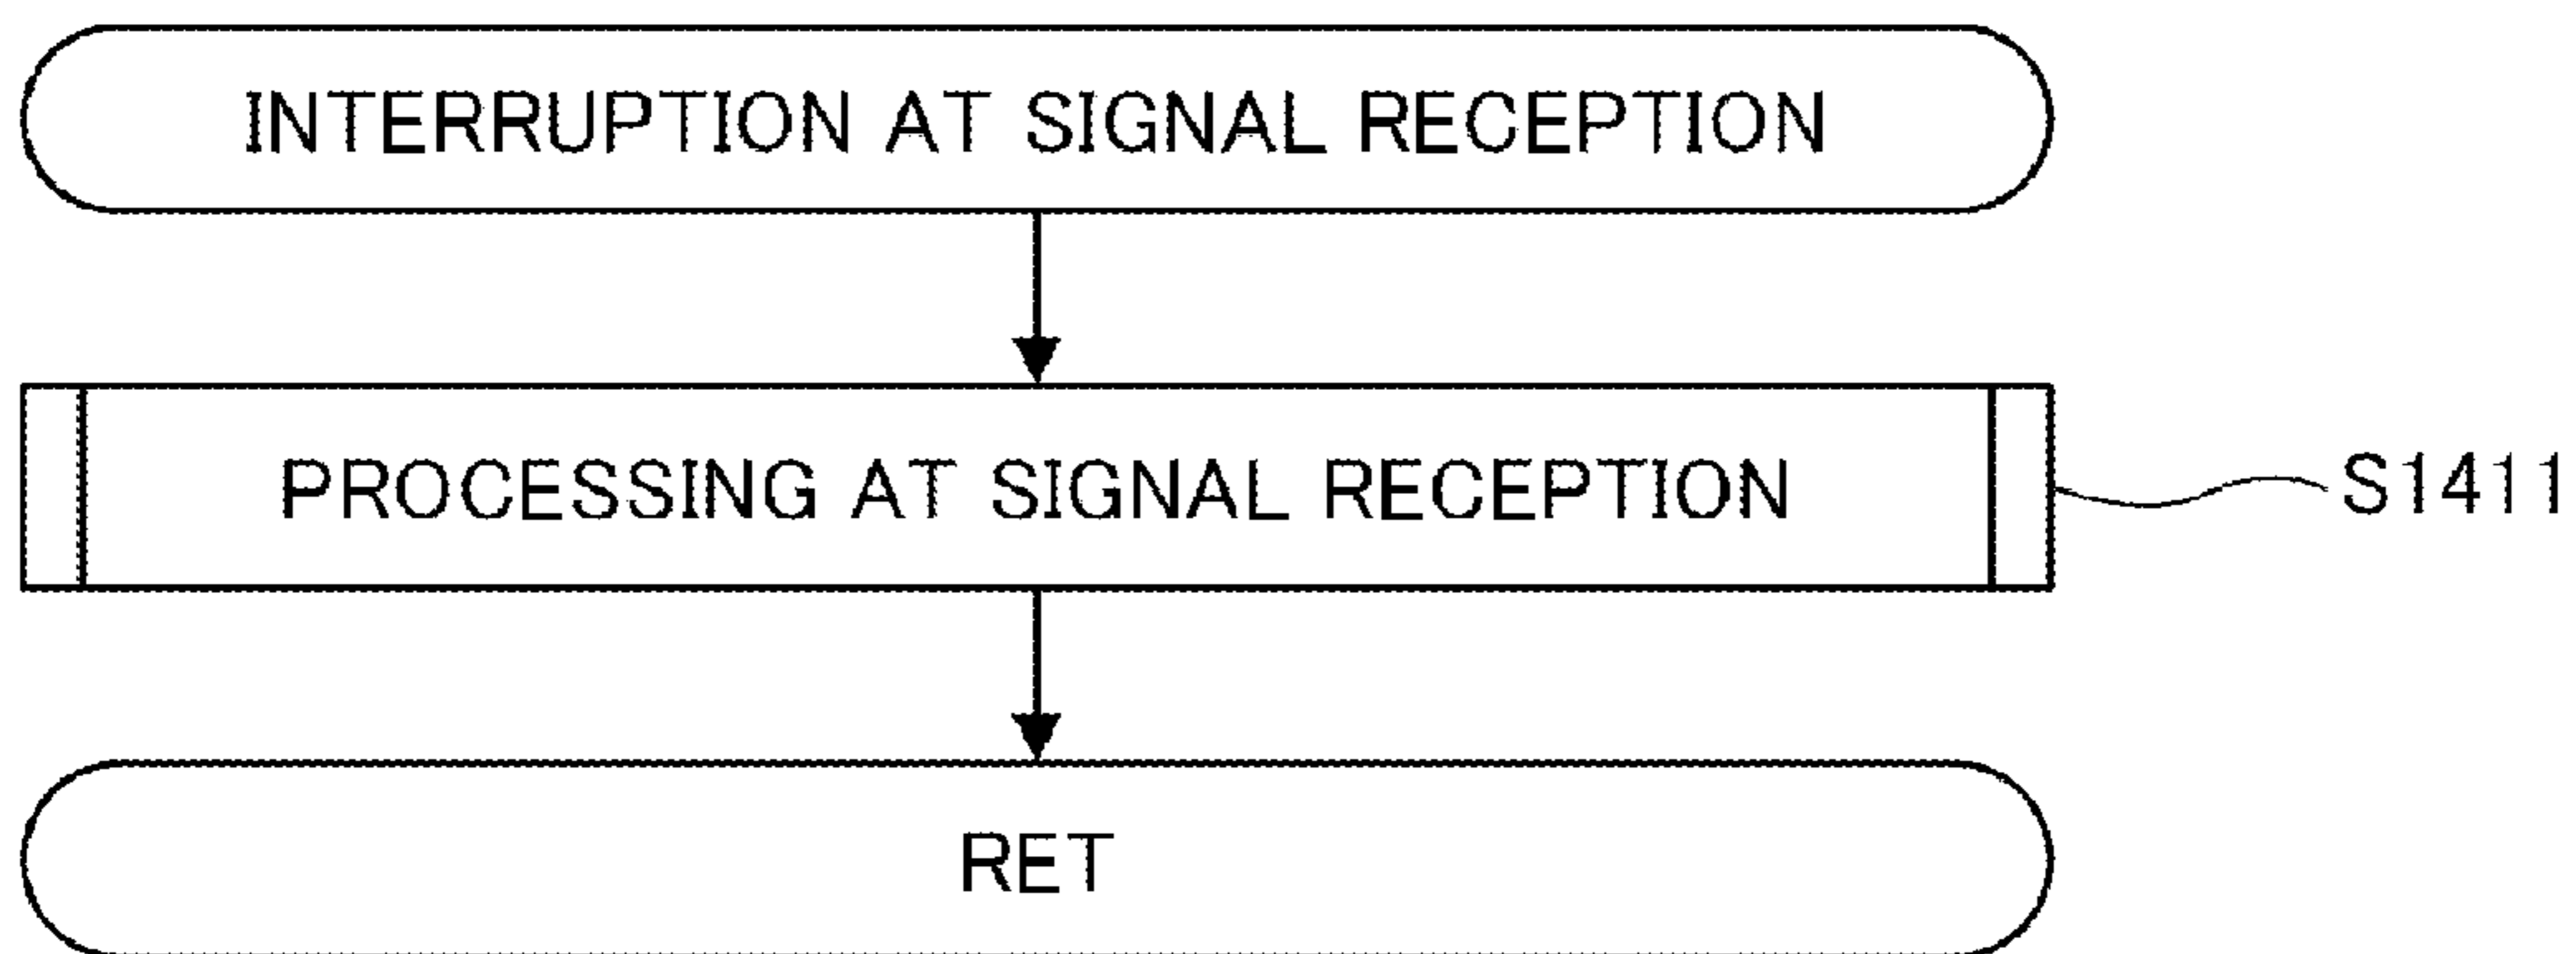 INTERRUPTION AT SIGNAL RECEPTION
PROCESSING AT SIGNAL RECEPTION
S1411
RET